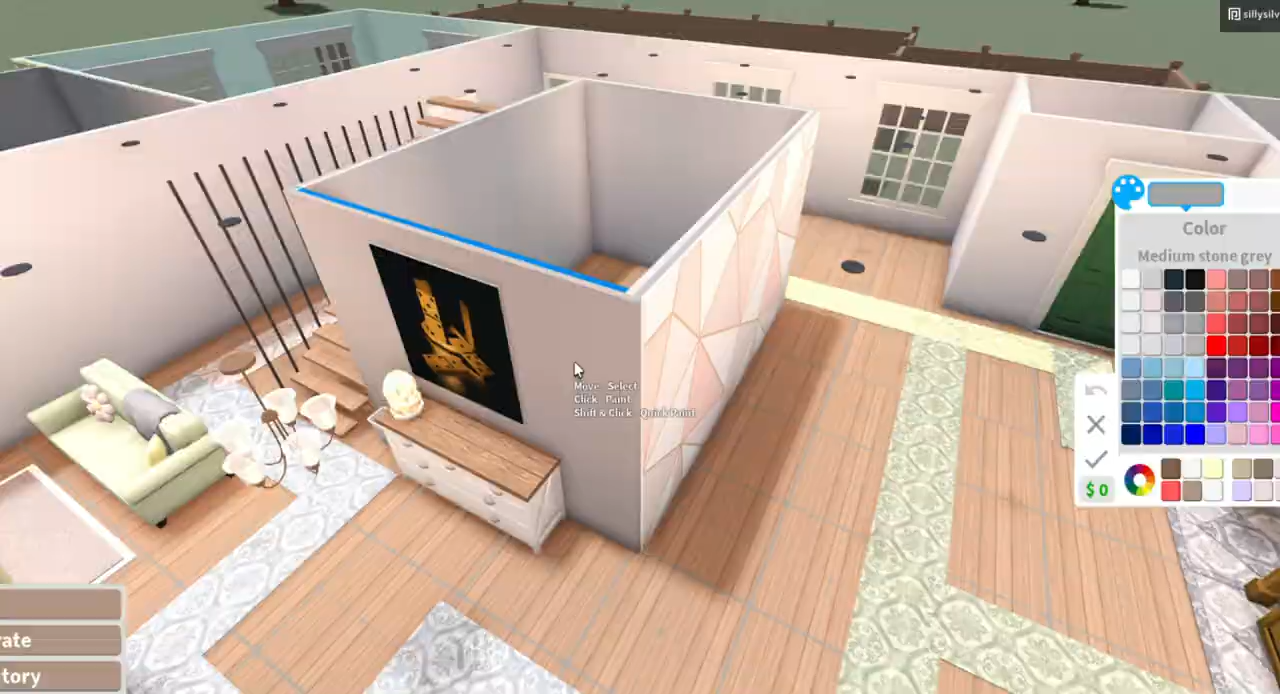 sillysilv
Color
Medium stone grey
Move Select
Click Paint
Shift & Click Quick Paint
$ 0
rate
tory